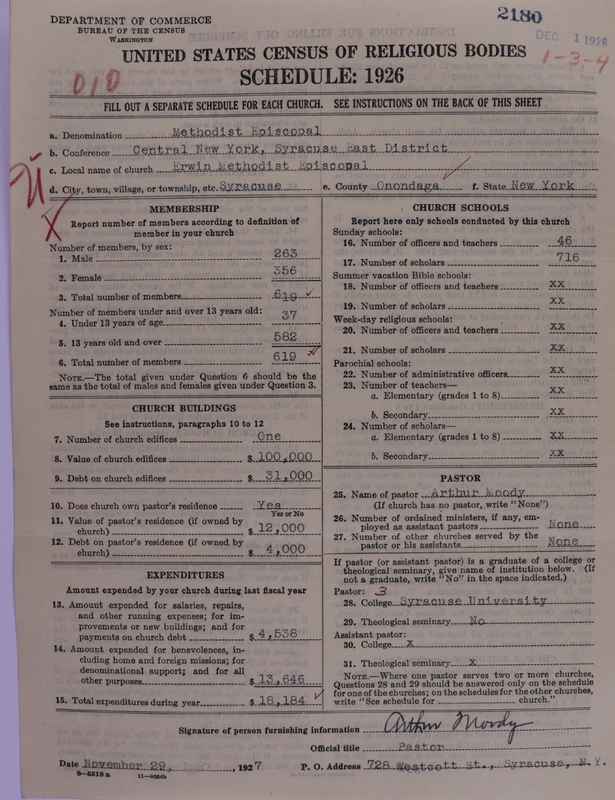 DEPARTMENT OF COMMERCE
BUREAU OF THE CENSUS
WASHINGTON
2180
DEC 1 1926
1-3-4
UNITED STATES CENSUS OF RELIGIOUS BODIES
SCHEDULE: 1926
010
FILL OUT A SEPARATE SCHEDULE FOR EACH CHURCH. SEE INSTRUCTIONS ON THE BACK OF THIS SHEET
a. Denomination Methodist Episcopal
b. Conference Central New York, Syracuse East District
c. Local name of church Erwin Methodist Episcopal
d. City, town, village, or township, etc. Syracuse e. County Onondaga f. State New York
MEMBERSHIP
Report number of members according to definition of
member in your church
Number of members, by sex:
1. Male 263
2. Female 356
3. Total number of members 619
Number of members under and over 13 years old:
4. Under 13 years of age 37
5. 13 years old and over 582
6. Total number of members 619
NOTE.—The total given under Question 6 should be
the same as the total of males and females given under Question 3.
CHURCH BUILDINGS
See instructions, paragraphs 10 to 12
7. Number of church edifices One
8. Value of church edifices $ 100,000
9. Debt on church edifices $ 31,000
10. Does church own pastor's residence Yes
Yes or No
11. Value of pastor's residence (if owned by
church) $ 12,000
12. Debt on pastor's residence (if owned by
church) $ 4,000
EXPENDITURES
Amount expended by your church during last fiscal year
13. Amount expended for salaries, repairs,
and other running expenses; for im-
provements or new buildings; and for
payments on church debt $ 4,538
14. Amount expended for benevolences, in-
cluding home and foreign missions; for
denominational support; and for all
other purposes $ 13,646
15. Total expenditures during year $ 18,184
CHURCH SCHOOLS
Report here only schools conducted by this church
Sunday schools:
16. Number of officers and teachers 46
17. Number of scholars 716
Summer vacation Bible schools:
18. Number of officers and teachers xx
19. Number of scholars xx
Week-day religious schools:
20. Number of officers and teachers xx
21. Number of scholars xx
Parochial schools:
22. Number of administrative officers xx
23. Number of teachers—
a. Elementary (grades 1 to 8) xx
b. Secondary xx
24. Number of scholars—
a. Elementary (grades 1 to 8) xx
b. Secondary xx
PASTOR
25. Name of pastor Arthur Moody
(If church has no pastor, write "None")
26. Number of ordained ministers, if any, em-
ployed as assistant pastors None
27. Number of other churches served by the
pastor or his assistants None
If pastor (or assistant pastor) is a graduate of a college or
theological seminary, give name of institution below. (If
not a graduate, write "No" in the space indicated.)
Pastor: 3
28. College Syracuse University
29. Theological seminary No
Assistant pastor:
30. College X
31. Theological seminary x
NOTE.—Where one pastor serves two or more churches,
Questions 28 and 29 should be answered only on the schedule
for one of the churches; on the schedules for the other churches,
write "See schedule for church."
Signature of person furnishing information Arthur Moody
Official title Pastor
Date November 29, 1927 P. O. Address 728 Westcott St., Syracuse, N.Y.
8-5518a 11-9594b